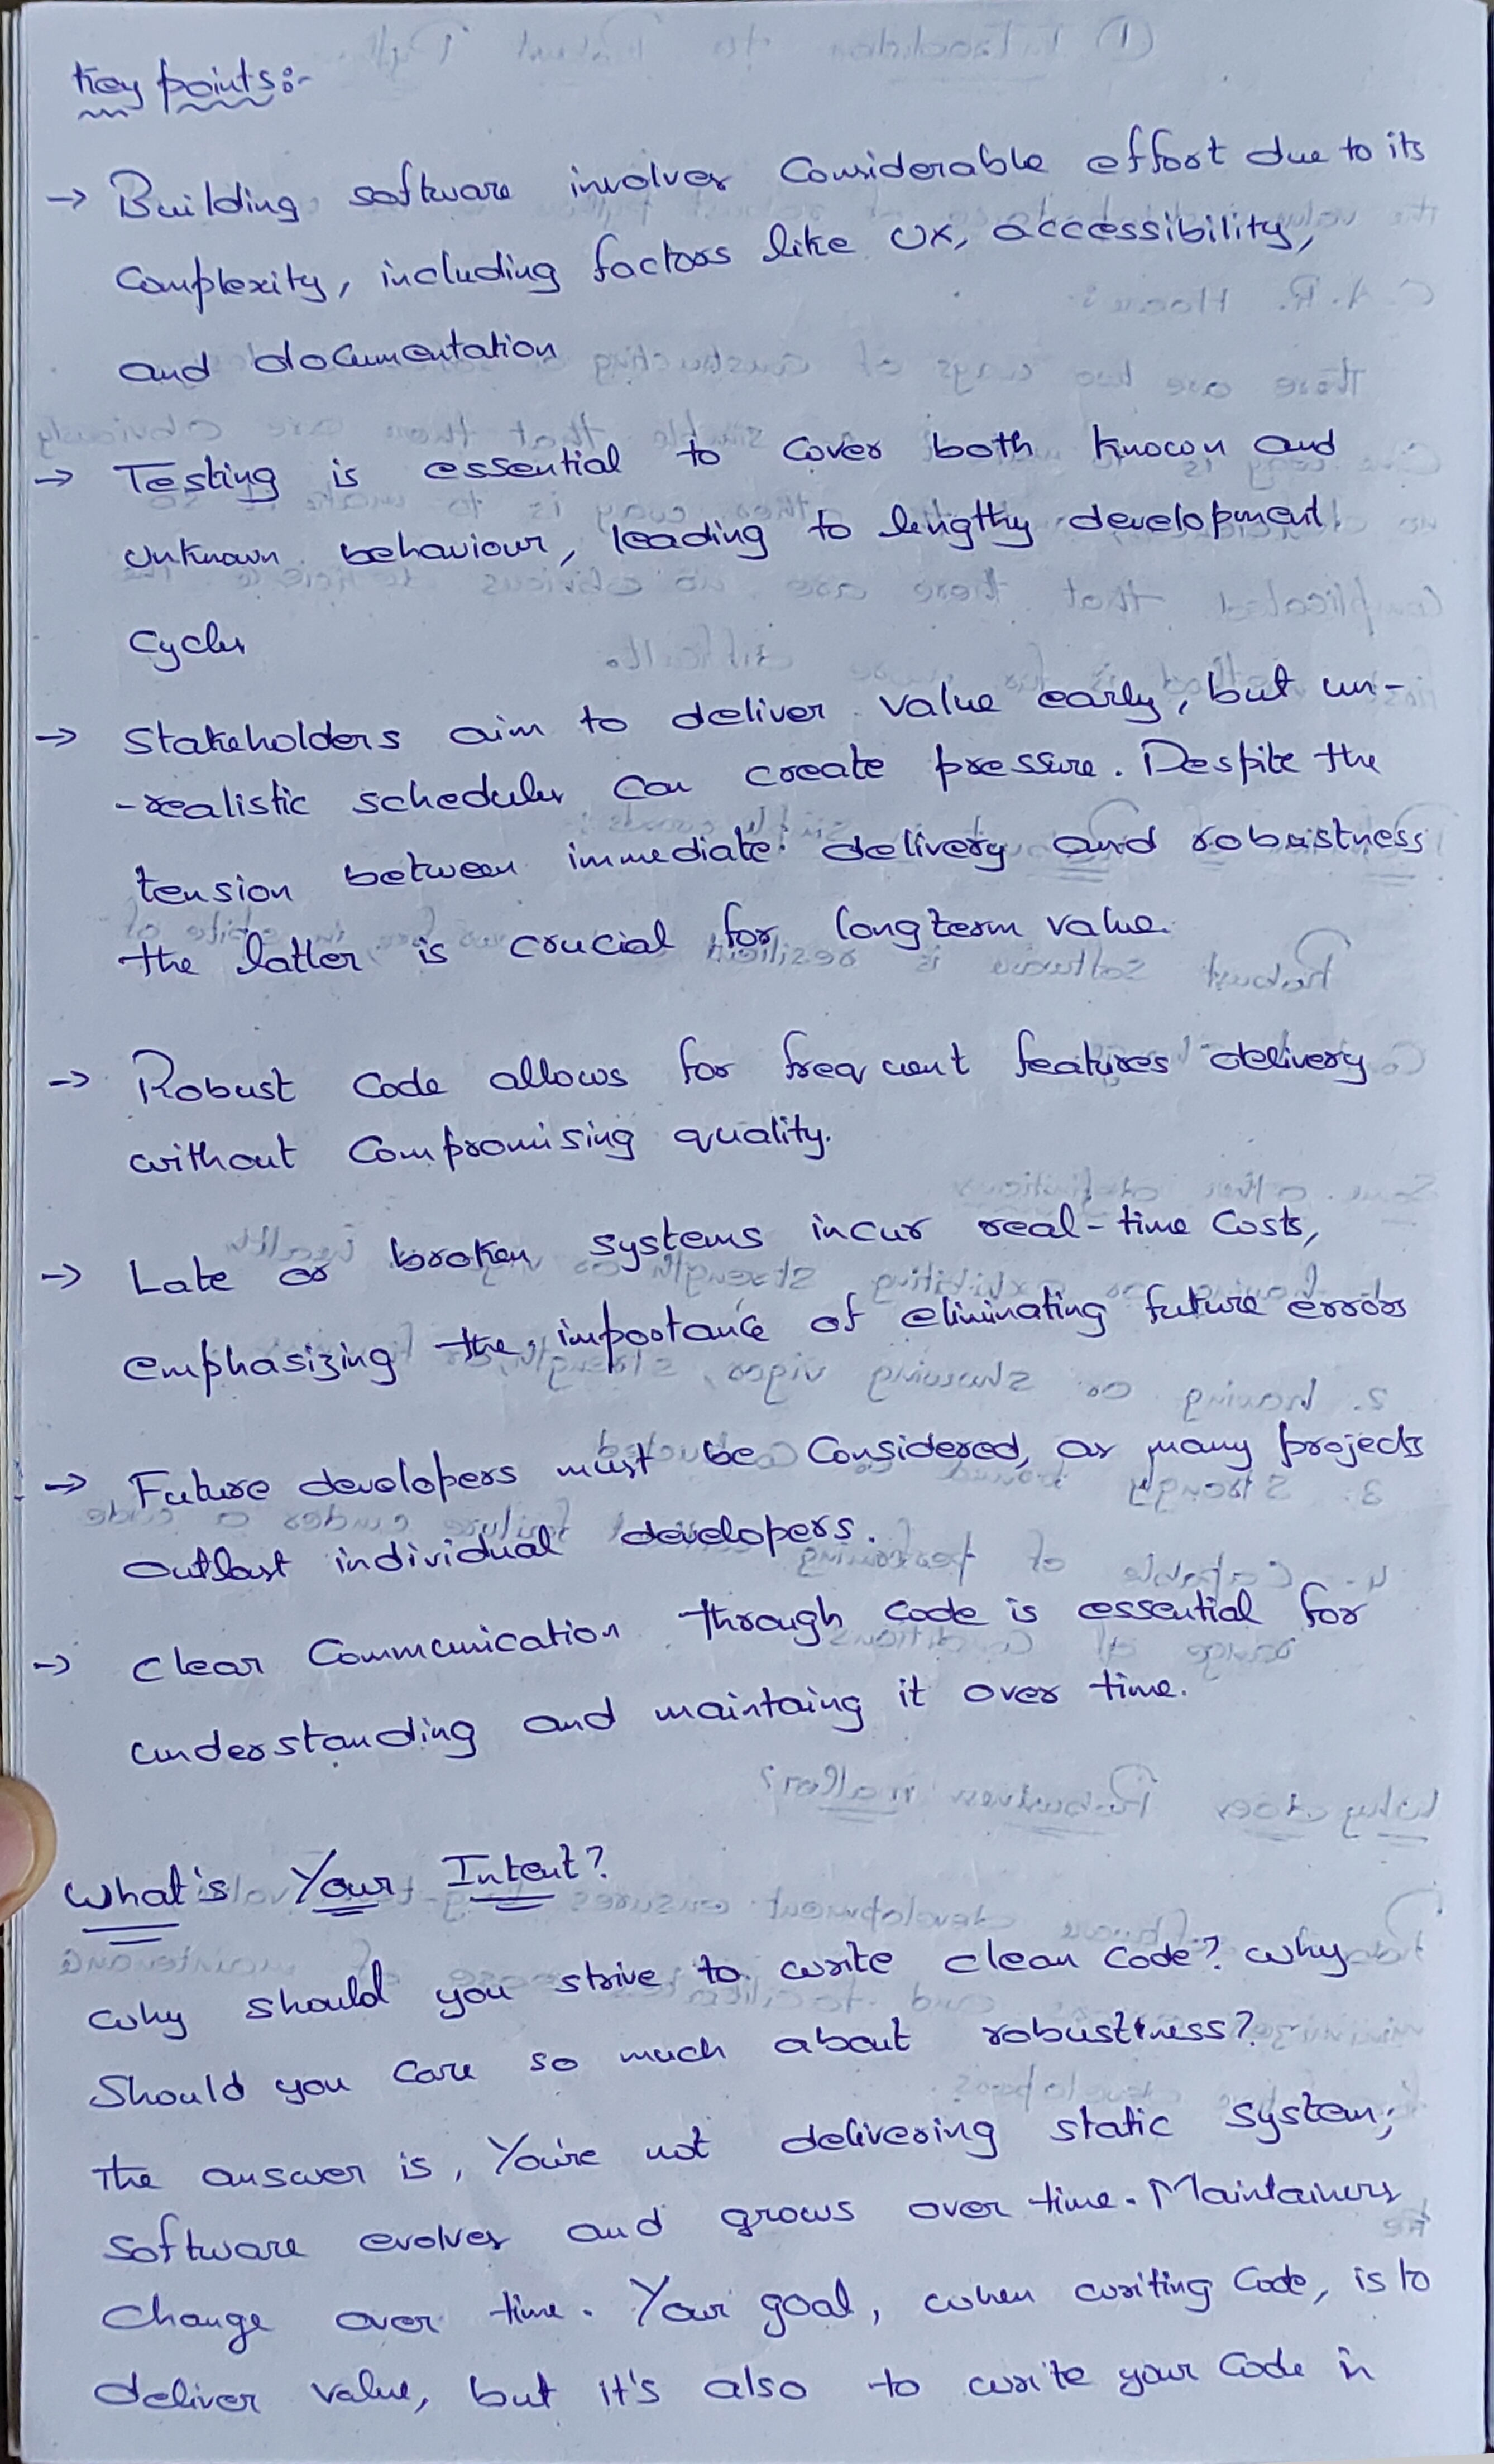 Key points:-
→ Building software involves Considerable effort due to its
Complexity, including factors like UX, accessibility,
and documentation
→ Testing is essential to cover both known and
unknown behaviour, leading to lengthy development
Cycles
→ Stakeholders aim to deliver value early, but un-
-realistic schedules can create pressure. Despite the
tension between immediate delivery and robustness
the latter is crucial for longterm value.
→ Robust Code allows for frequent features delivery
without Compromising quality.
→ Late or broken systems incur real-time Costs,
emphasizing the importance of eliminating future errors
→ Future developers must be Considered, as many projects
outlast individual developers.
→ Clear Communication through code is essential for
understanding and maintaing it over time.
What's Your Intent?
Why should you strive to write clean code? Why
Should you care so much about robustness?
The answer is, You're not delivering static system;
Software evolves and grows over time. Maintainers
Change over time. Your goal, when writing Code, is to
deliver value, but it's also to write your Code in